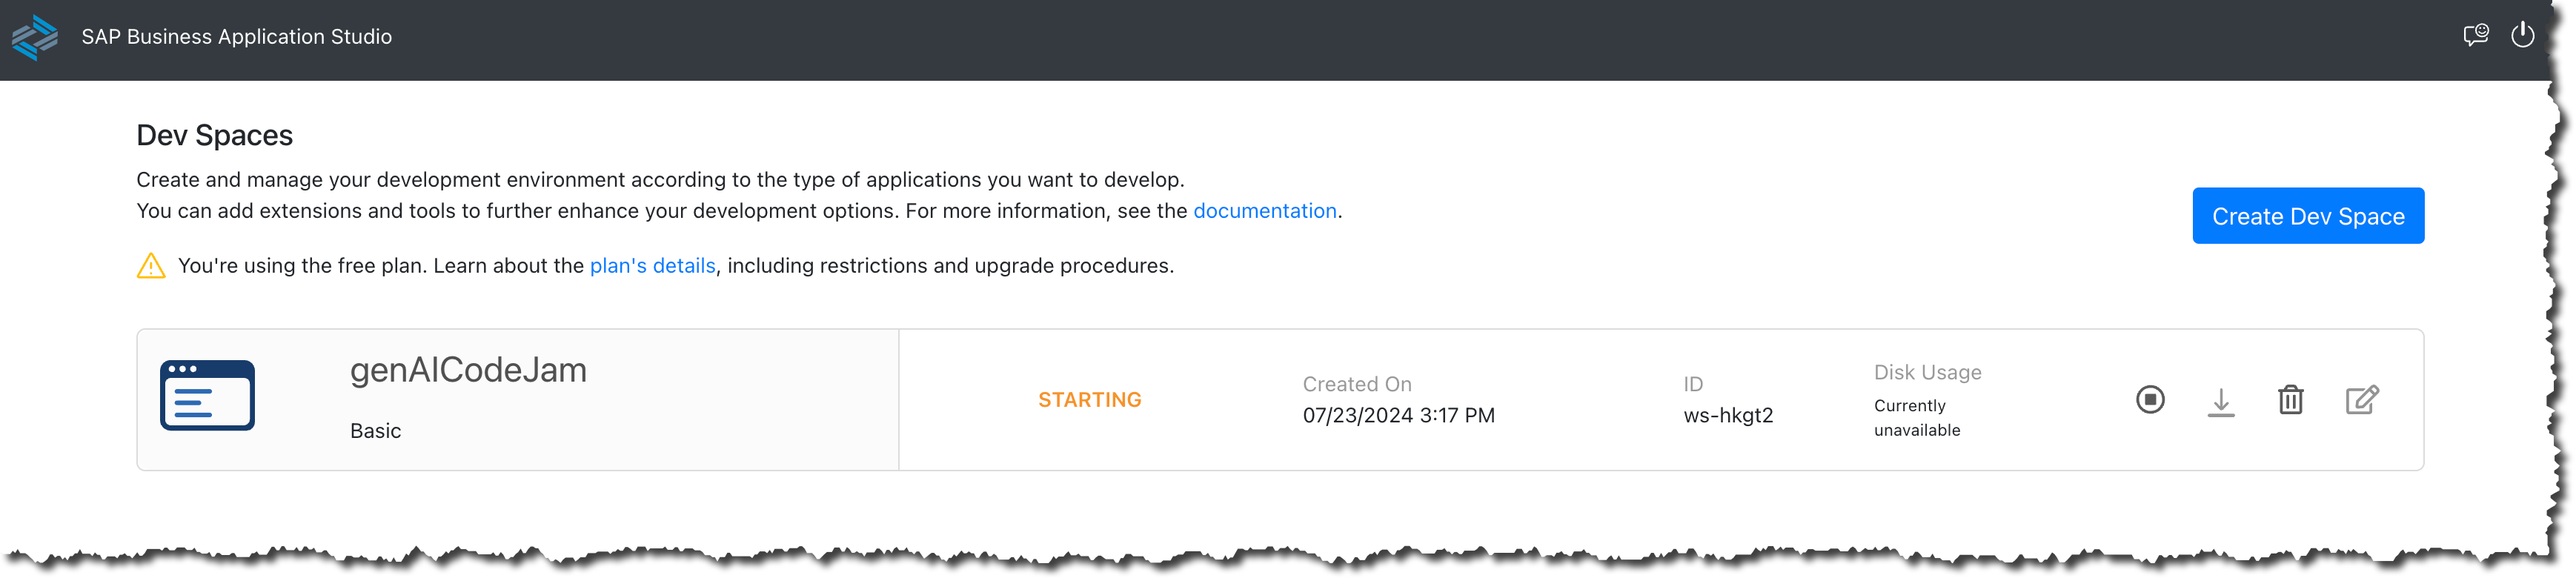 SAP Business Application Studio
Dev Spaces
Create and manage your development environment according to the type of applications you want to develop.
You can add extensions and tools to further enhance your development options. For more information, see the documentation.
Create Dev Space
You're using the free plan. Learn about the plan's details, including restrictions and upgrade procedures.
genAICodeJam
Basic
STARTING
Created On
07/23/2024 3:17 PM
ID
ws-hkgt2
Disk Usage
Currently
unavailable